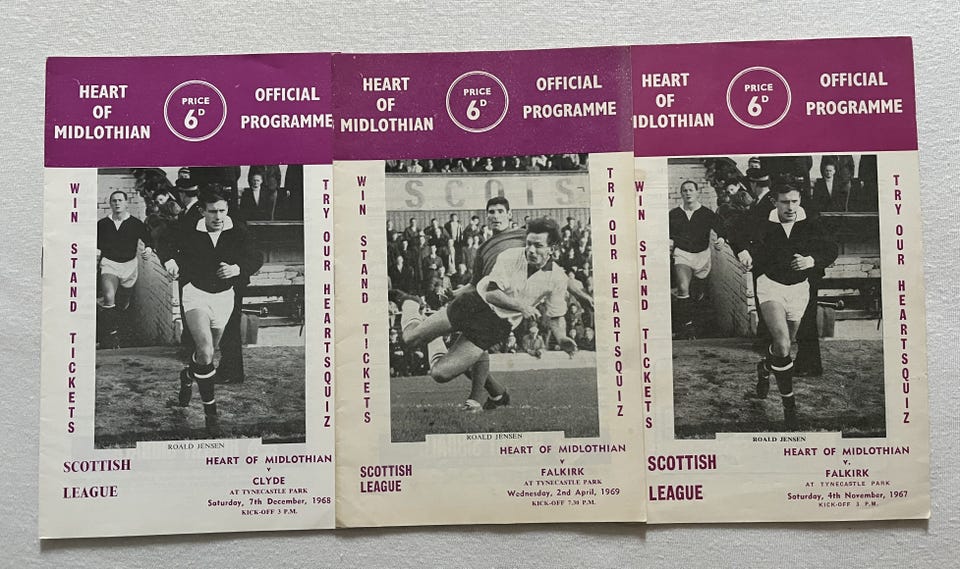 HEART
OF
MIDLOTHIAN
PRICE
6D
OFFICIAL
PROGRAMME
WIN STAND TICKETS
TRY OUR HEARTSQUIZ
ROALD JENSEN
SCOTTISH
LEAGUE
HEART OF MIDLOTHIAN
v
CLYDE
AT TYNECASTLE PARK
Saturday, 7th December, 1968
KICK-OFF 3 P.M.
HEART
OF
MIDLOTHIAN
PRICE
6D
OFFICIAL
PROGRAMME
WIN STAND TICKETS
SCOTS
TRY OUR HEARTSQUIZ
ROALD JENSEN
SCOTTISH
LEAGUE
HEART OF MIDLOTHIAN
v
FALKIRK
AT TYNECASTLE PARK
Wednesday, 2nd April, 1969
KICK-OFF 7.30 P.M.
HEART
OF
IDLOTHIAN
PRICE
6D
OFFICIAL
PROGRAMME
WIN STAND TICKETS
TRY OUR HEARTSQUIZ
ROALD JENSEN
SCOTTISH
LEAGUE
HEART OF MIDLOTHIAN
v.
FALKIRK
AT TYNECASTLE PARK
Saturday, 4th November, 1967
KICK-OFF 3 P.M.